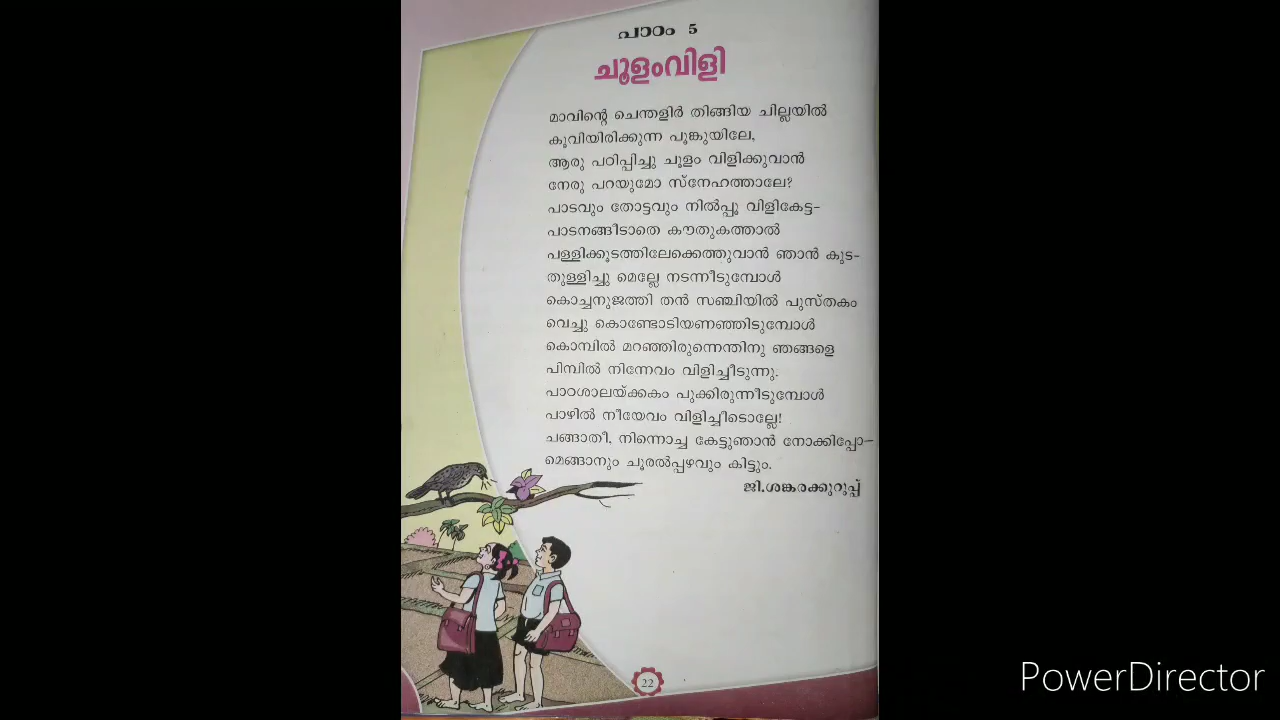 പാഠം 5
ചൂളംവിളി
മാവിന്റെ ചെന്തളിർ തിങ്ങിയ ചില്ലയിൽ
കൂവിയിരിക്കുന്ന പൂങ്കുയിലേ,
ആരു പഠിപ്പിച്ചു ചൂളം വിളിക്കുവാൻ
നേരു പറയുമോ സ്നേഹത്താലേ?
പാടവും തോട്ടവും നിൽപ്പൂ വിളികേട്ട-
പാടനങ്ങീടാതെ കൗതുകത്താൽ
പള്ളിക്കൂടത്തിലേക്കെത്തുവാൻ ഞാൻ കുട-
തുള്ളിച്ചു മെല്ലേ നടന്നീടുമ്പോൾ
കൊച്ചനുജത്തി തൻ സഞ്ചിയിൽ പുസ്തകം
വെച്ചു കൊണ്ടോടിയണഞ്ഞിടുമ്പോൾ
കൊമ്പിൽ മറഞ്ഞിരുന്നെന്തിനു ഞങ്ങളെ
പിമ്പിൽ നിന്നേവം വിളിച്ചീടുന്നു.
പാഠശാലയ്ക്കകം പുക്കിരുന്നീടുമ്പോൾ
പാഴിൽ നീയേവം വിളിച്ചീടൊല്ലേ!
ചങ്ങാതീ, നിന്നൊച്ച കേട്ടുഞാൻ നോക്കിപ്പോ-
മെങ്ങാനും ചൂരൽപ്പഴവും കിട്ടും.
ജി.ശങ്കരക്കുറുപ്പ്
22
PowerDirector